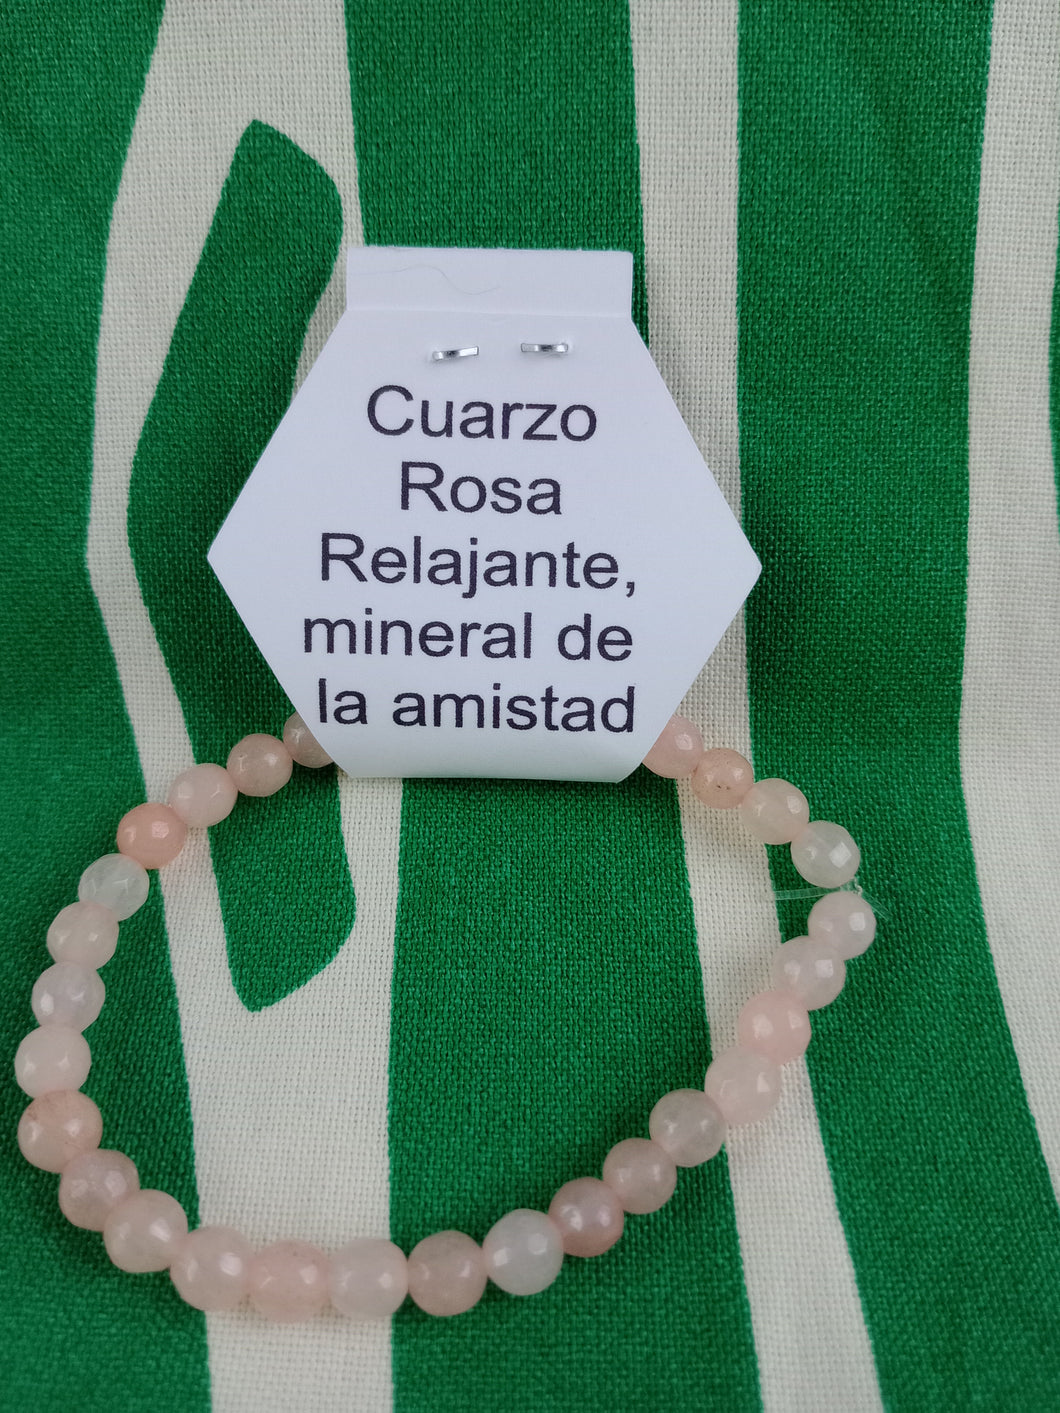 Cuarzo
Rosa
Relajante,
mineral de
la amistad